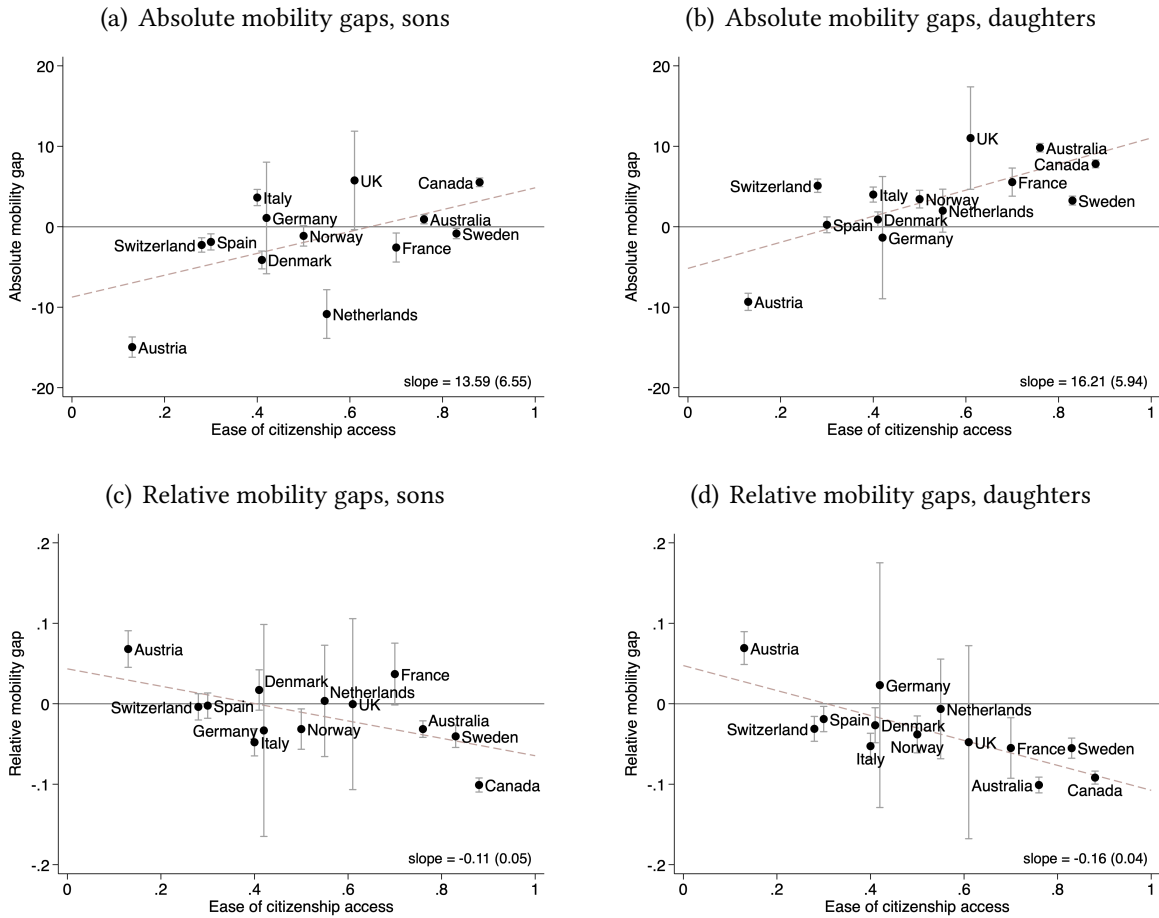 (a) Absolute mobility gaps, sons
20
10
0
-10
-20
Absolute mobility gap
Austria
Switzerland
Spain
Italy
Germany
Denmark
Norway
Netherlands
UK
France
Australia
Sweden
Canada
slope = 13.59 (6.55)
0 .2 .4 .6 .8 1
Ease of citizenship access
(b) Absolute mobility gaps, daughters
20
10
0
-10
-20
Absolute mobility gap
Austria
Switzerland
Spain
Italy
Denmark
Germany
Norway
Netherlands
UK
France
Australia
Canada
Sweden
slope = 16.21 (5.94)
0 .2 .4 .6 .8 1
Ease of citizenship access
(c) Relative mobility gaps, sons
.2
.1
0
-.1
-.2
Relative mobility gap
Austria
Switzerland
Spain
Denmark
Germany
Italy
Norway
Netherlands
UK
France
Australia
Sweden
Canada
slope = -0.11 (0.05)
0 .2 .4 .6 .8 1
Ease of citizenship access
(d) Relative mobility gaps, daughters
.2
.1
0
-.1
-.2
Relative mobility gap
Austria
Switzerland
Spain
Germany
Denmark
Italy
Norway
Netherlands
UK
France
Sweden
Australia
Canada
slope = -0.16 (0.04)
0 .2 .4 .6 .8 1
Ease of citizenship access